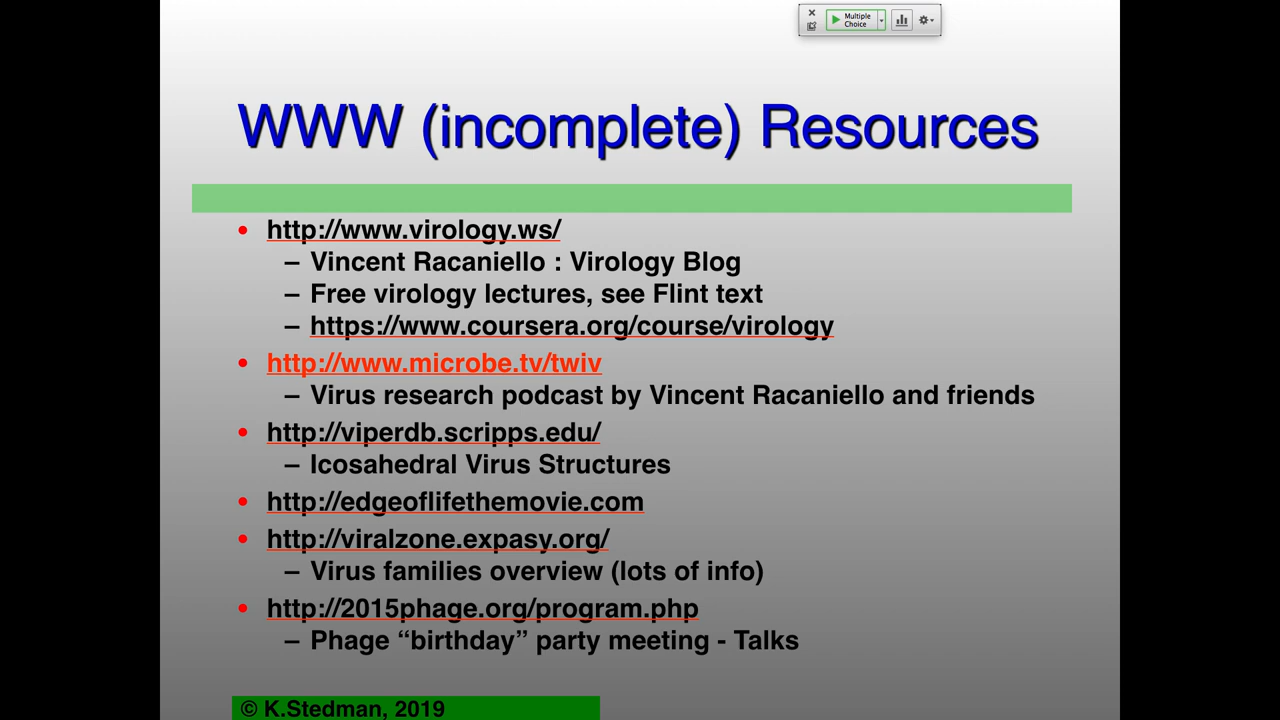 Multiple
Choice
WWW (incomplete) Resources
• http://www.virology.ws/
– Vincent Racaniello : Virology Blog
– Free virology lectures, see Flint text
– https://www.coursera.org/course/virology
• http://www.microbe.tv/twiv
– Virus research podcast by Vincent Racaniello and friends
• http://viperdb.scripps.edu/
– Icosahedral Virus Structures
• http://edgeoflifethemovie.com
• http://viralzone.expasy.org/
– Virus families overview (lots of info)
• http://2015phage.org/program.php
– Phage “birthday” party meeting - Talks
© K.Stedman, 2019